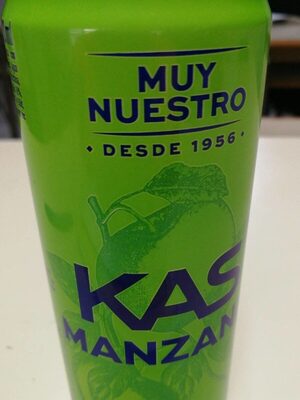 MUY
NUESTRO
• DESDE 1956 •
KAS
MANZAN